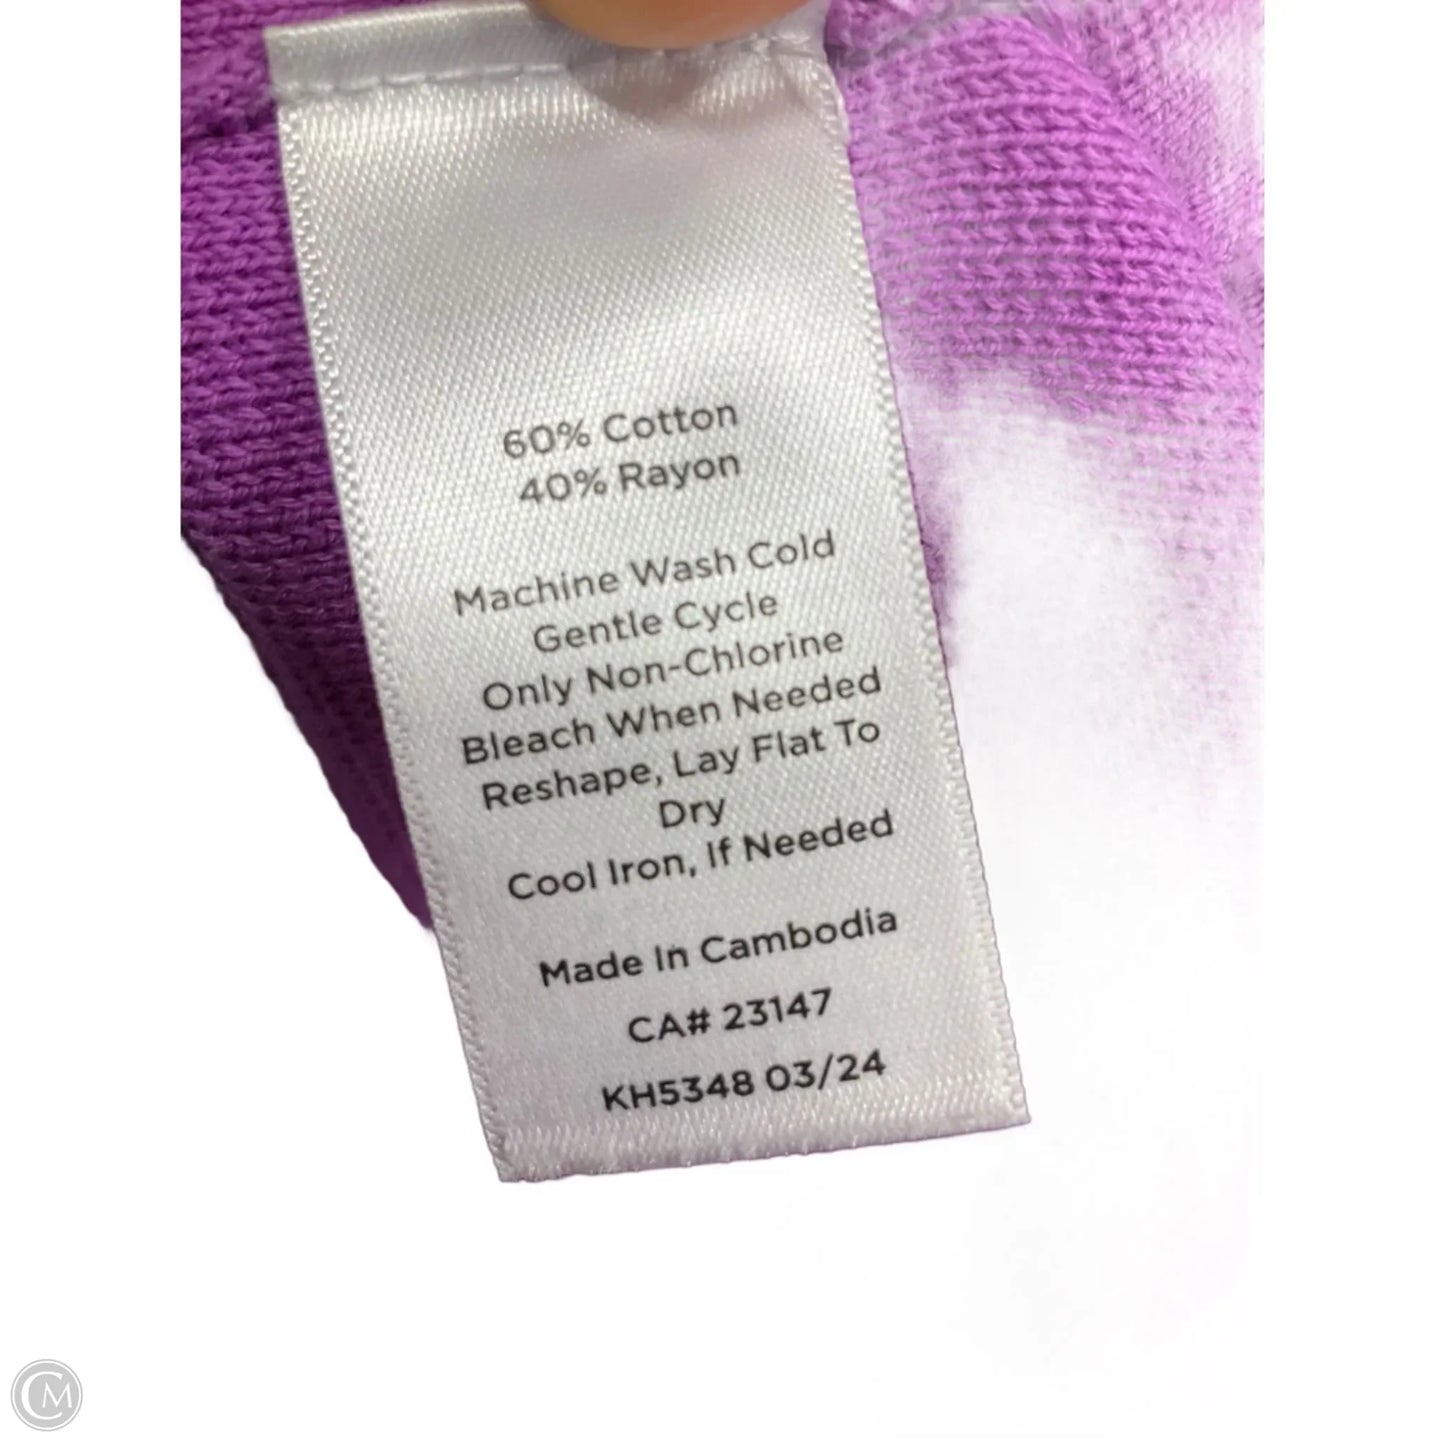 60% Cotton
40% Rayon
Machine Wash Cold
Gentle Cycle
Only Non-Chlorine
Bleach When Needed
Reshape, Lay Flat To
Dry
Cool Iron, If Needed
Made In Cambodia
CA# 23147
KH5348 03/24
CM